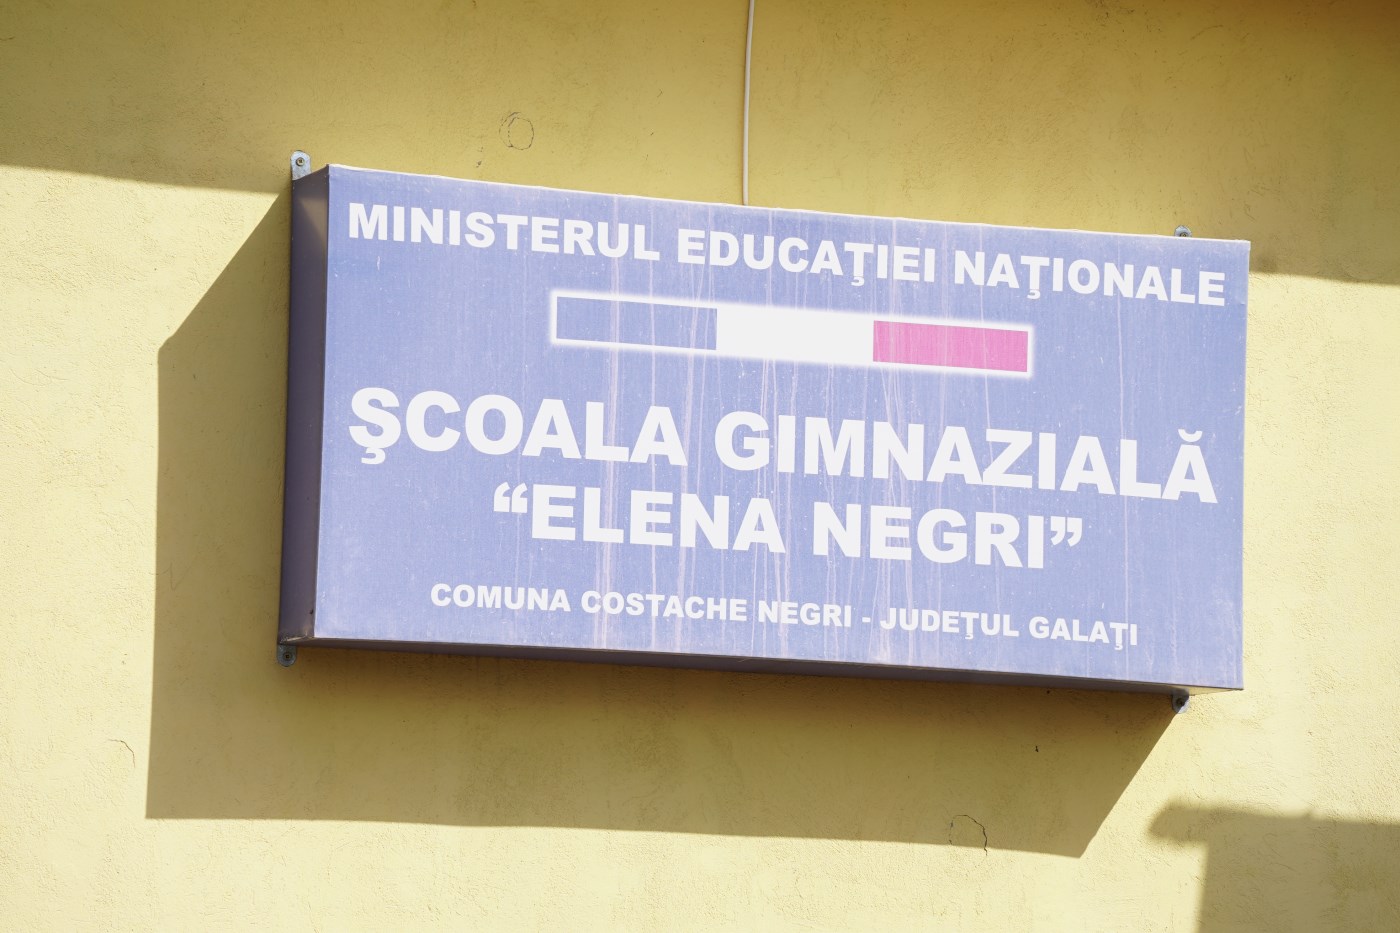 MINISTERUL EDUCAŢIEI NAŢIONALE
ŞCOALA GIMNAZIALĂ
“ELENA NEGRI”
COMUNA COSTACHE NEGRI - JUDEŢUL GALAŢI